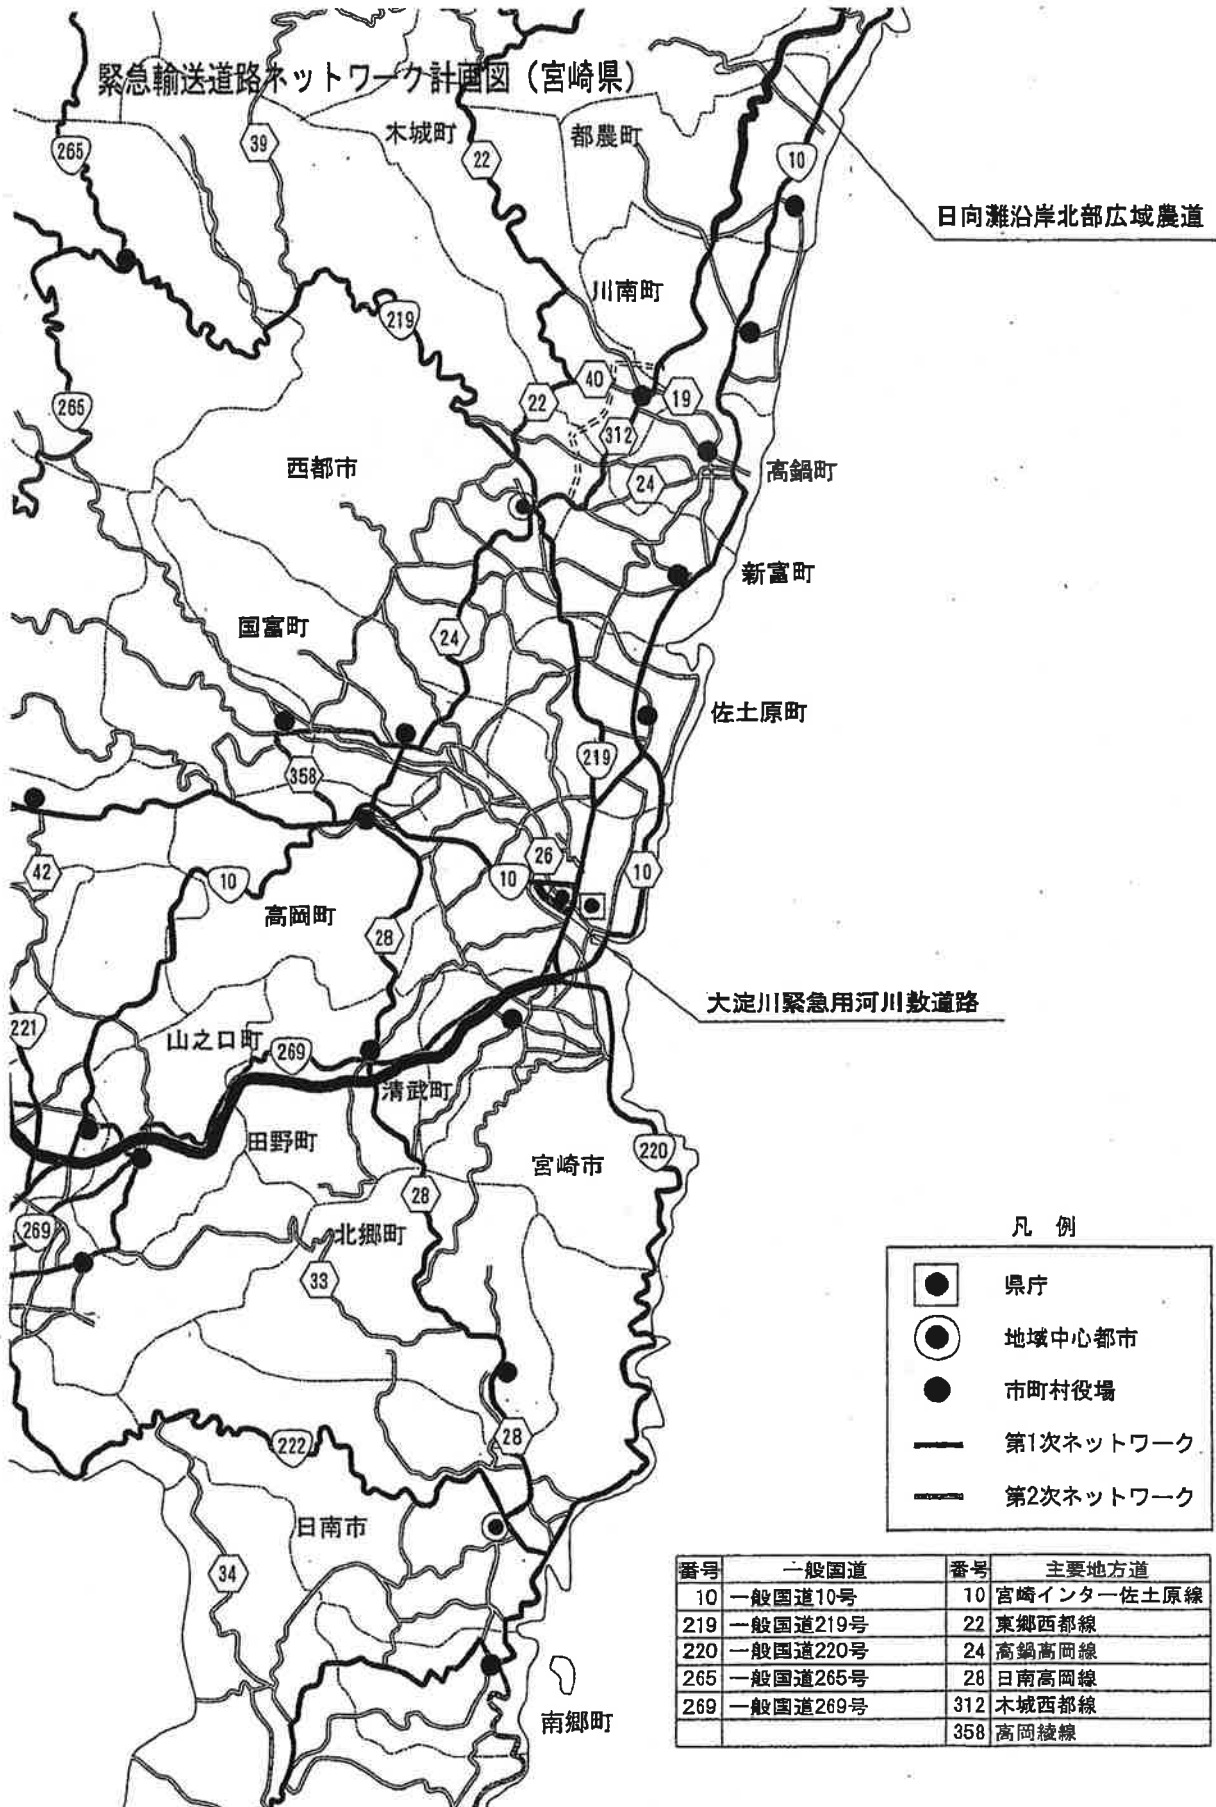 緊急輸送道路ネットワーク計画図（宮崎県）
265
39
木城町
22
都農町
10
日向灘沿岸北部広域農道
川南町
219
265
40
22
19
312
西都市
24
高鍋町
新富町
国富町
24
佐土原町
219
358
26
42
10
10
10
高岡町
28
大淀川緊急用河川敷道路
221
山之口町
269
清武町
田野町
220
宮崎市
28
269
北郷町
33
28
222
日南市
34
南郷町
凡例
県庁
地域中心都市
市町村役場
第1次ネットワーク
第2次ネットワーク
番号 一般国道 番号 主要地方道
10 一般国道10号 10 宮崎インター佐土原線
219 一般国道219号 22 東郷西都線
220 一般国道220号 24 高鍋高岡線
265 一般国道265号 28 日南高岡線
269 一般国道269号 312 木城西都線
358 高岡綾線